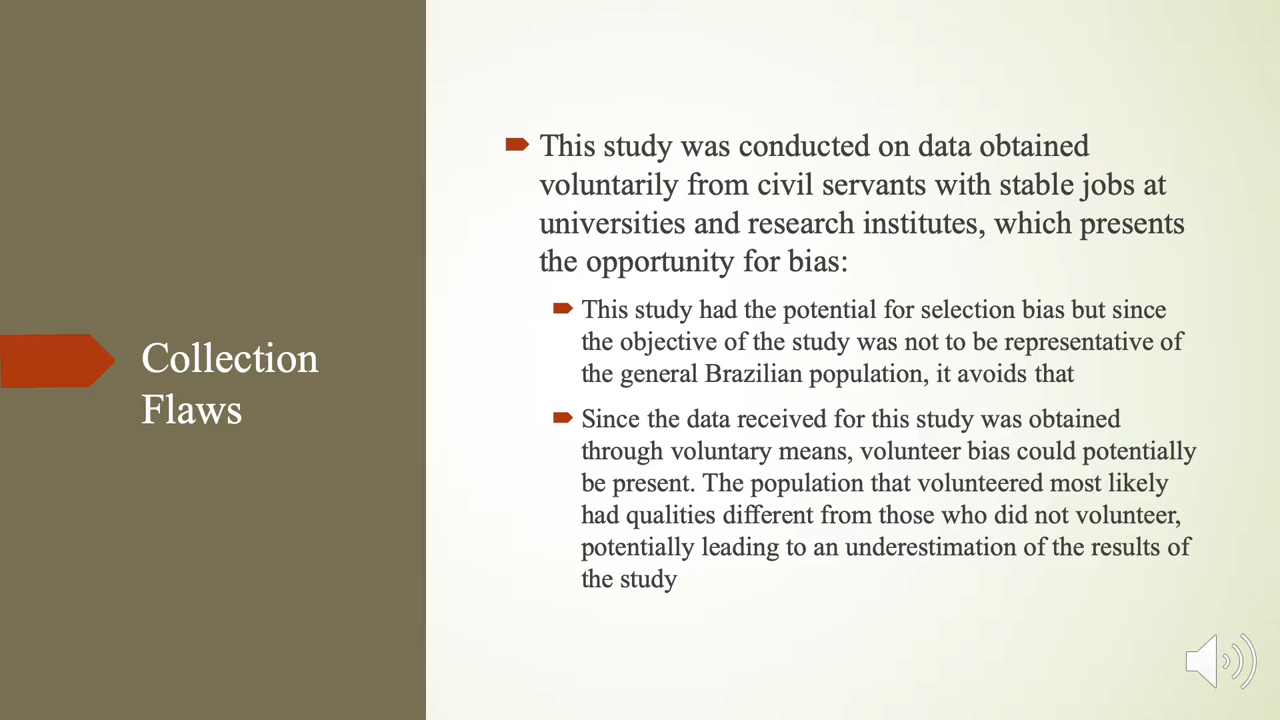 Collection
Flaws
This study was conducted on data obtained
voluntarily from civil servants with stable jobs at
universities and research institutes, which presents
the opportunity for bias:
This study had the potential for selection bias but since
the objective of the study was not to be representative of
the general Brazilian population, it avoids that
Since the data received for this study was obtained
through voluntary means, volunteer bias could potentially
be present. The population that volunteered most likely
had qualities different from those who did not volunteer,
potentially leading to an underestimation of the results of
the study